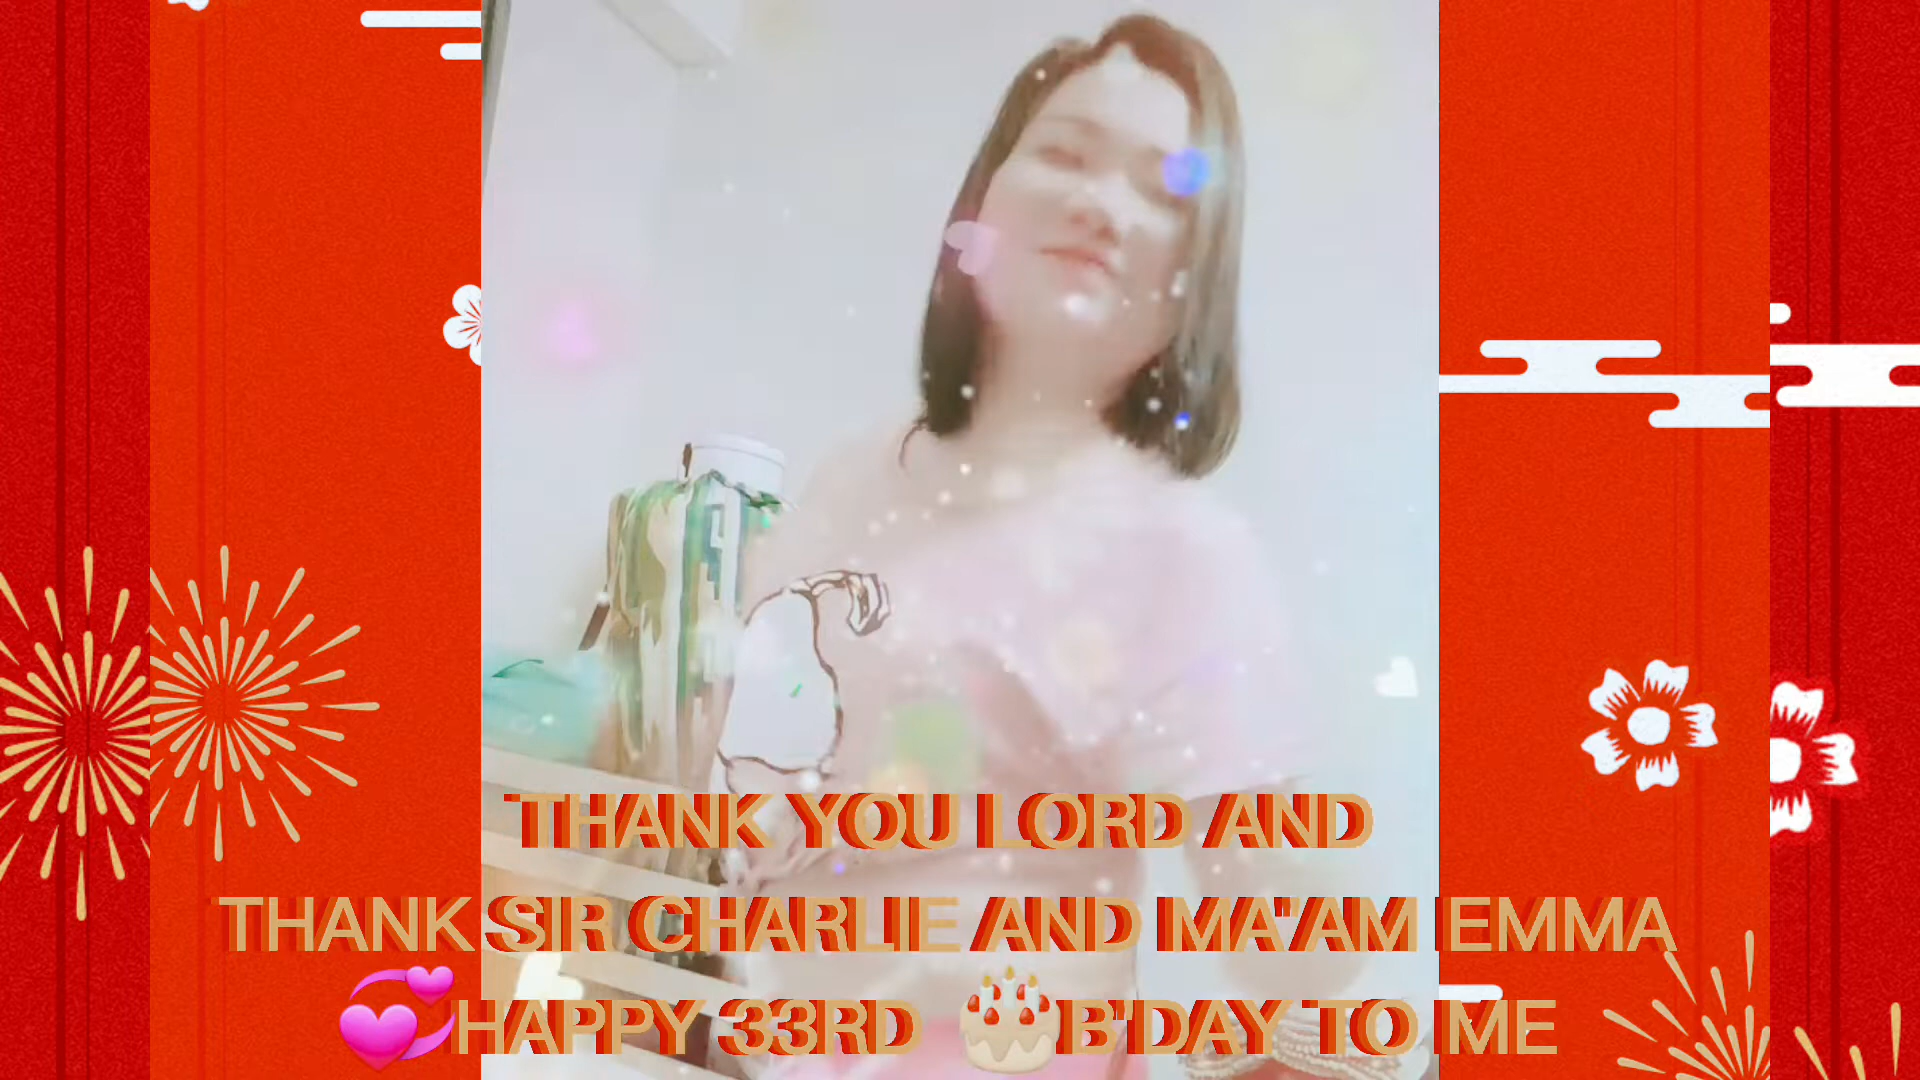 THANK YOU LORD AND
THANK SIR CHARLIE AND MA"AM EMMA
💞HAPPY 33RD 🎂B"DAY TO ME